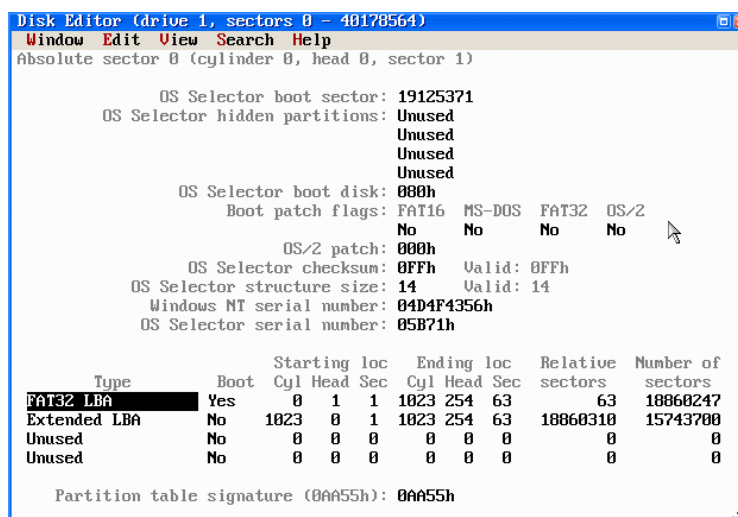 Disk Editor (drive 1, sectors 0 - 40178564)
Window Edit View Search Help
Absolute sector 0 (cylinder 0, head 0, sector 1)
OS Selector boot sector: 19125371
OS Selector hidden partitions: Unused
Unused
Unused
Unused
OS Selector boot disk: 080h
Boot patch flags: FAT16 MS-DOS FAT32 OS/2
No No No No
OS/2 patch: 000h
OS Selector checksum: 0FFh Valid: 0FFh
OS Selector structure size: 14 Valid: 14
Windows NT serial number: 04D4F4356h
OS Selector serial number: 05B71h
Starting loc Ending loc Relative Number of
Type Boot Cyl Head Sec Cyl Head Sec sectors sectors
FAT32 LBA Yes 0 1 1 1023 254 63 63 18860247
Extended LBA No 1023 0 1 1023 254 63 18860310 15743700
Unused No 0 0 0 0 0 0 0 0
Unused No 0 0 0 0 0 0 0 0
Partition table signature (0AA55h): 0AA55h